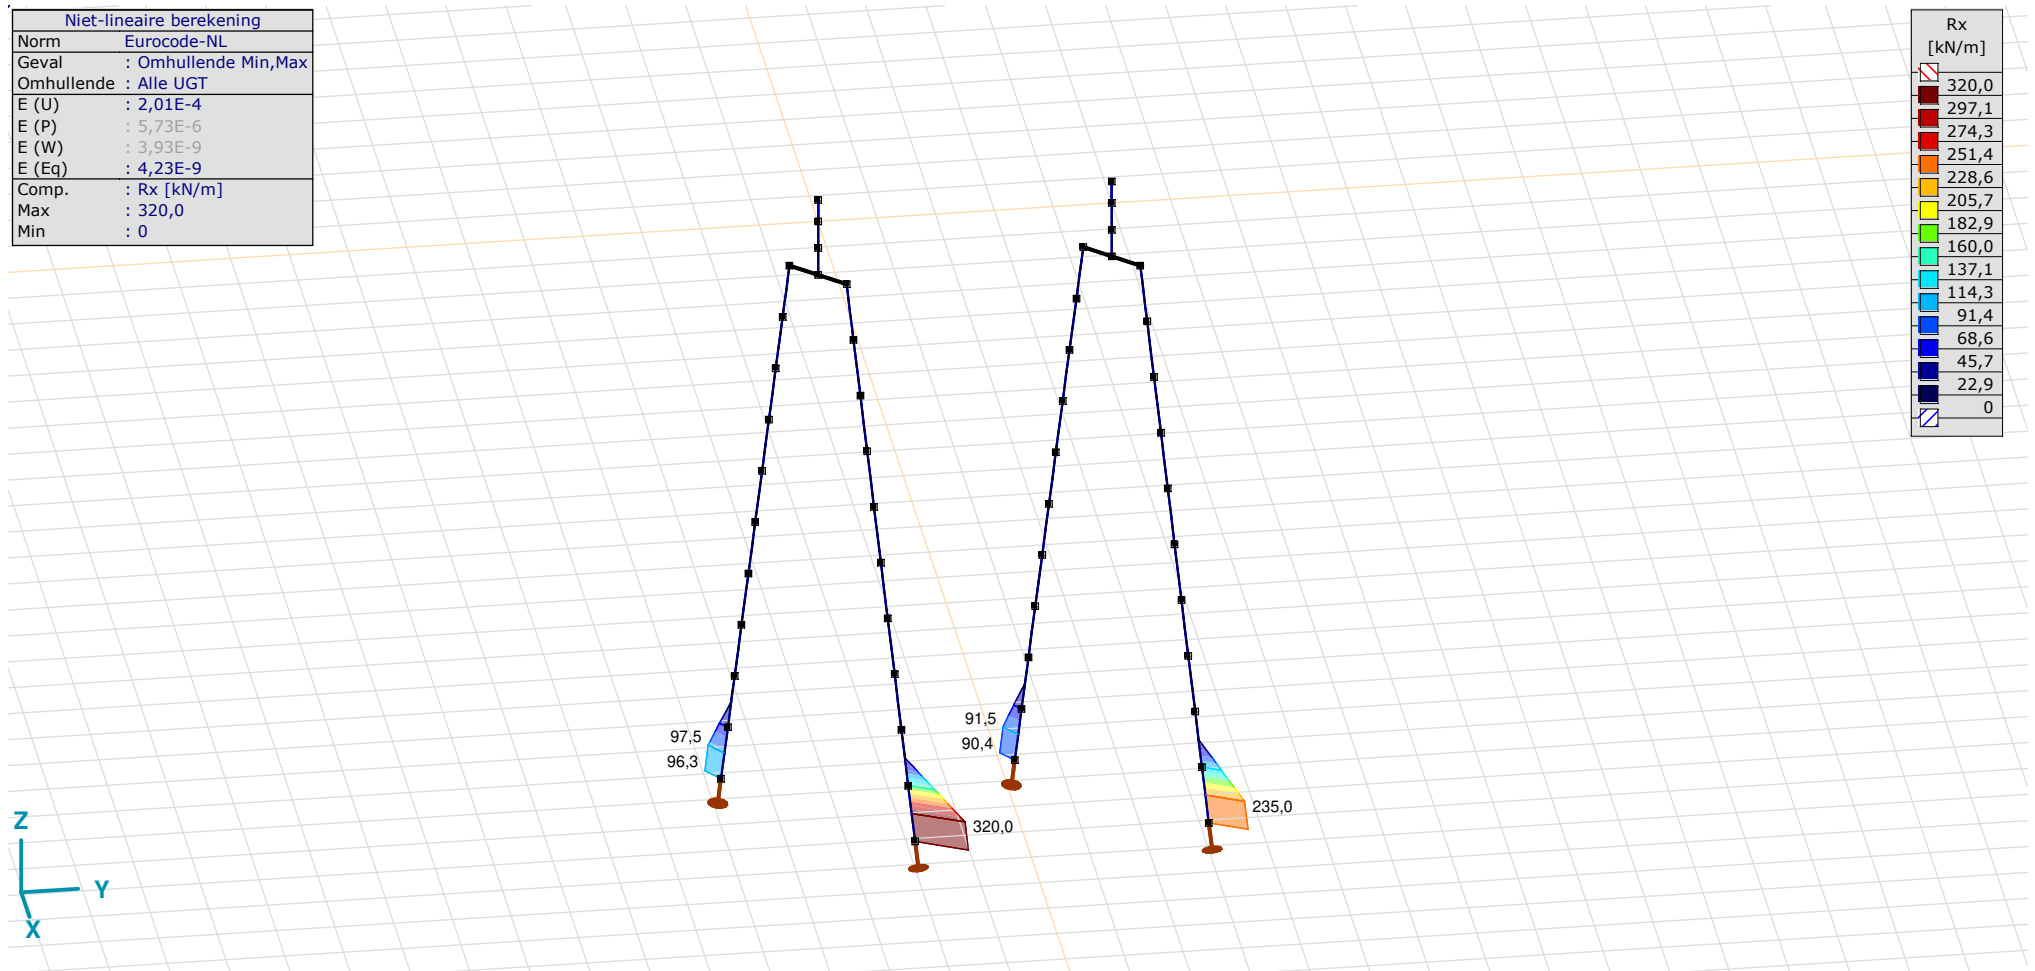 Niet-lineaire berekening
Norm Eurocode-NL
Geval : Omhullende Min,Max
Omhullende : Alle UGT
E (U) : 2,01E-4
E (P) : 5,73E-6
E (W) : 3,93E-9
E (Eq) : 4,23E-9
Comp. : Rx [kN/m]
Max : 320,0
Min : 0
Rx
[kN/m]
320,0
297,1
274,3
251,4
228,6
205,7
182,9
160,0
137,1
114,3
91,4
68,6
45,7
22,9
0
97,5
96,3
320,0
91,5
90,4
235,0
Z
Y
X